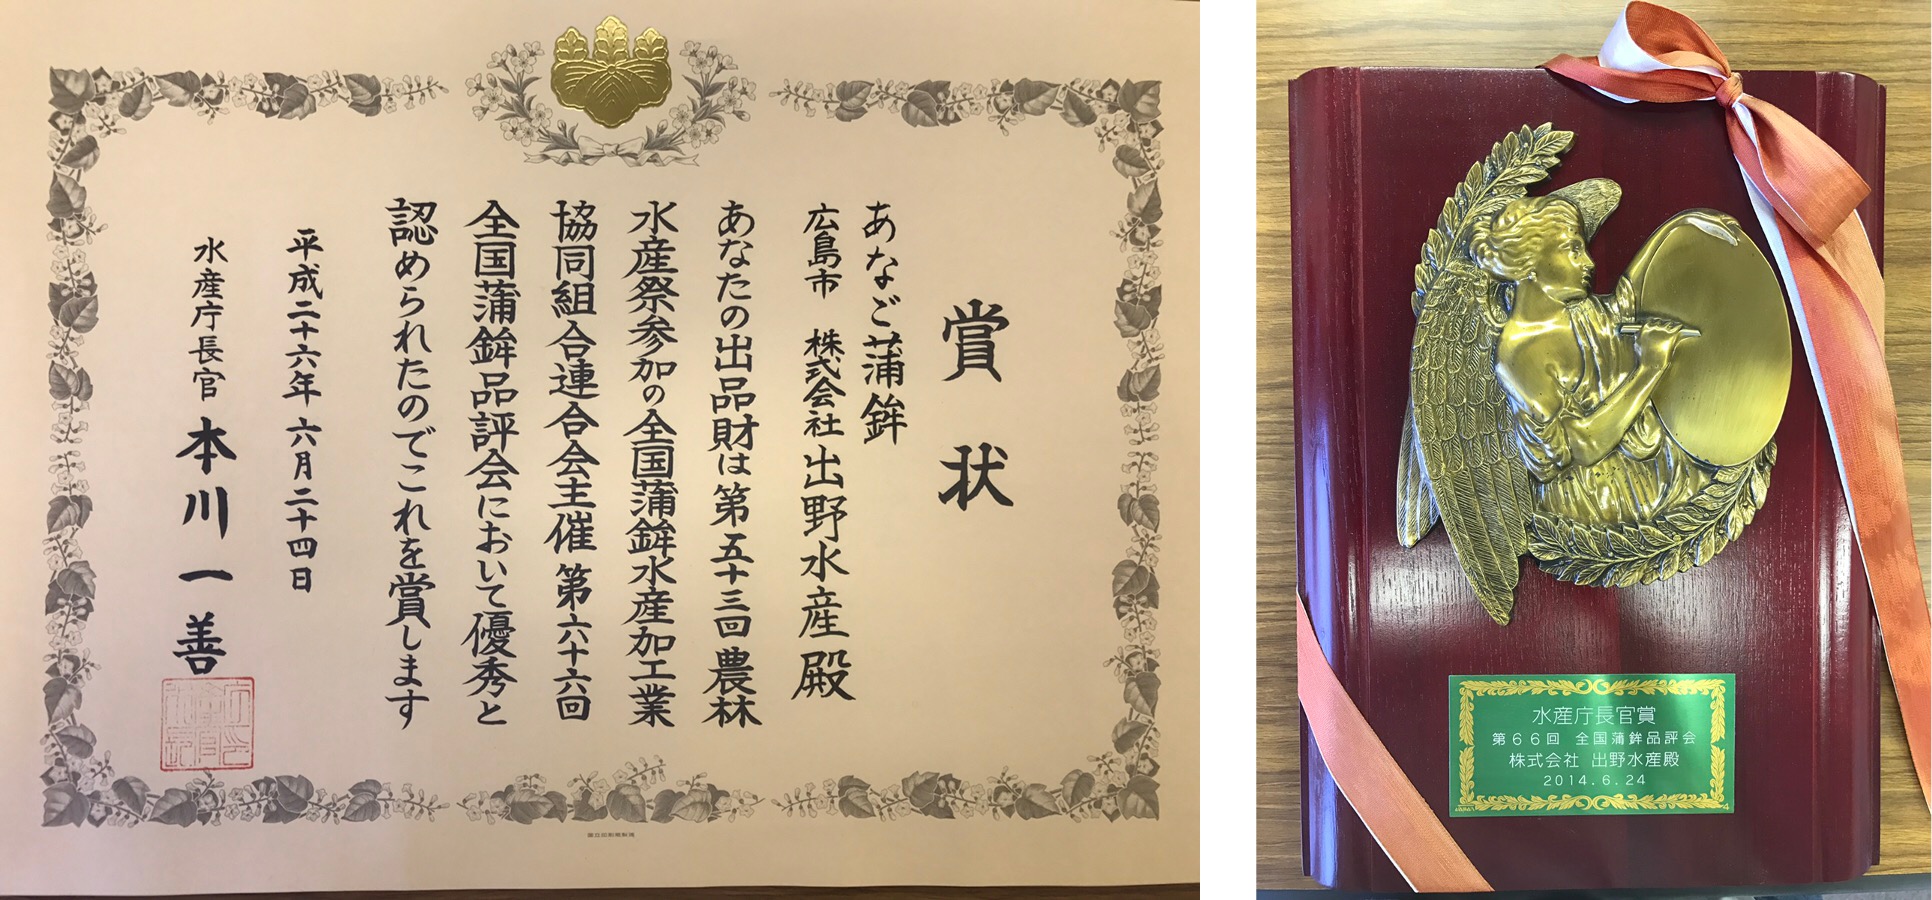 賞状
あなご蒲鉾
広島市 株式会社出野水産殿
あなたの出品財は第五十三回農林
水産祭参加の全国蒲鉾水産加工業
協同組合連合会主催第六十六回
全国蒲鉾品評会において優秀と
認められたのでこれを賞します
平成二十六年六月二十四日
水産庁長官 本川一善
水産庁長官賞
第66回 全国蒲鉾品評会
株式会社 出野水産殿
2014.6.24